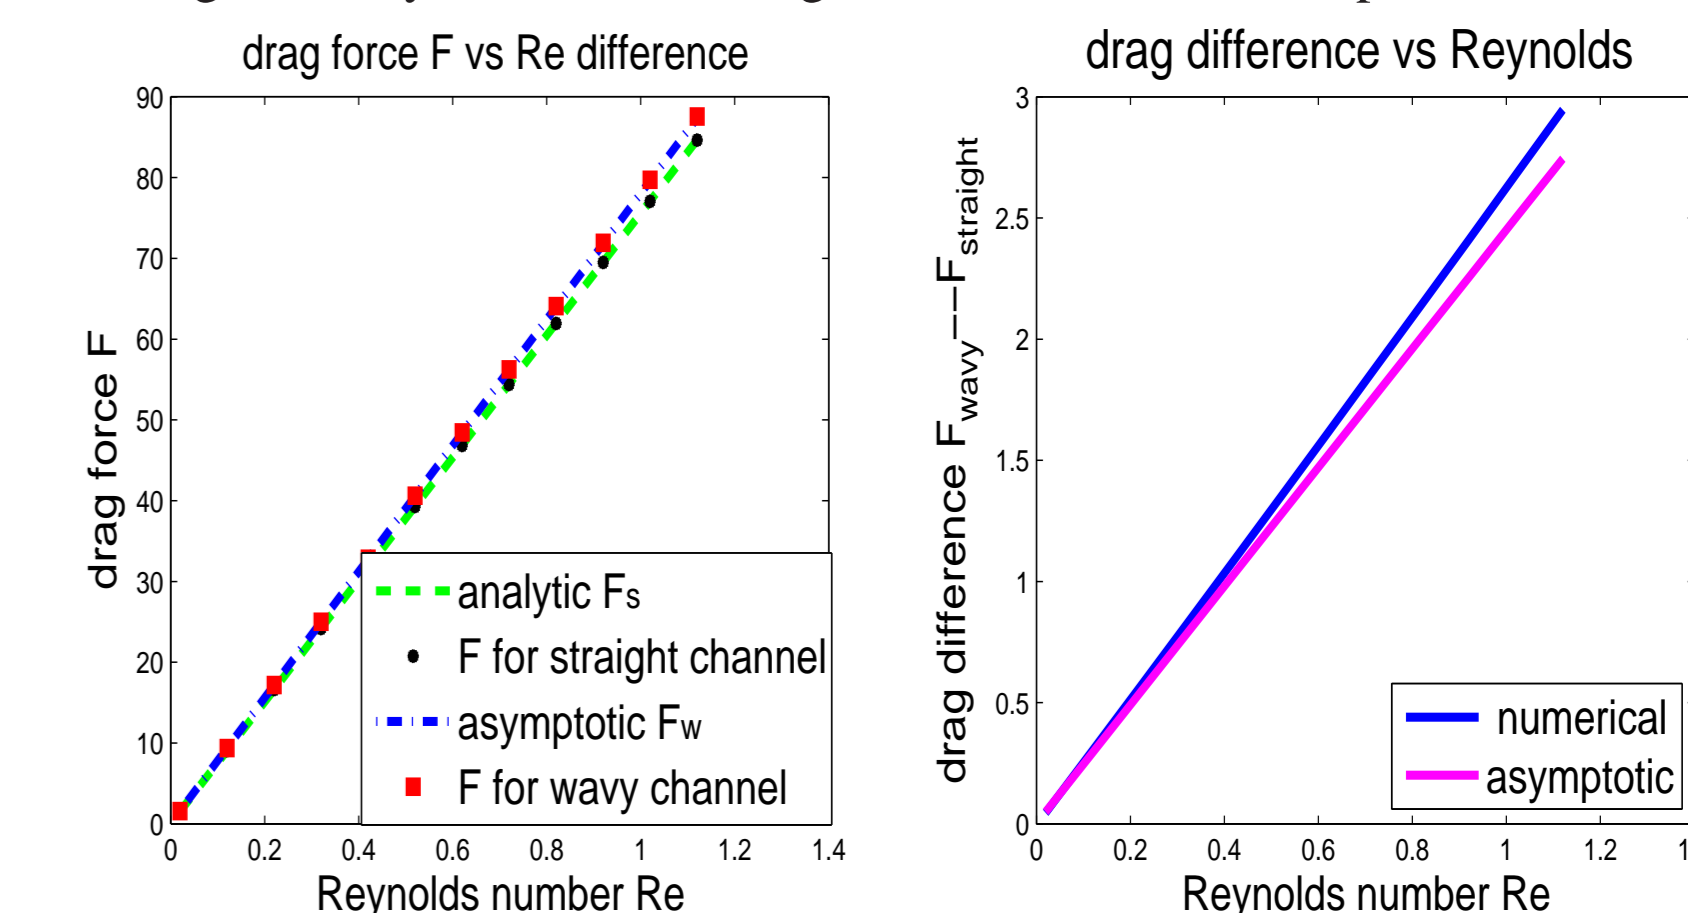 drag force F vs Re difference
90
80
70
60
50
40
30
20
10
0
drag force F
analytic Fs
F for straight channel
asymptotic Fw
F for wavy channel
0 0.2 0.4 0.6 0.8 1 1.2 1.4
Reynolds number Re
drag difference vs Reynolds
3
2.5
2
1.5
1
0.5
0
drag difference F_wavy−−F_straight
numerical
asymptotic
0 0.2 0.4 0.6 0.8 1 1.2
Reynolds number Re